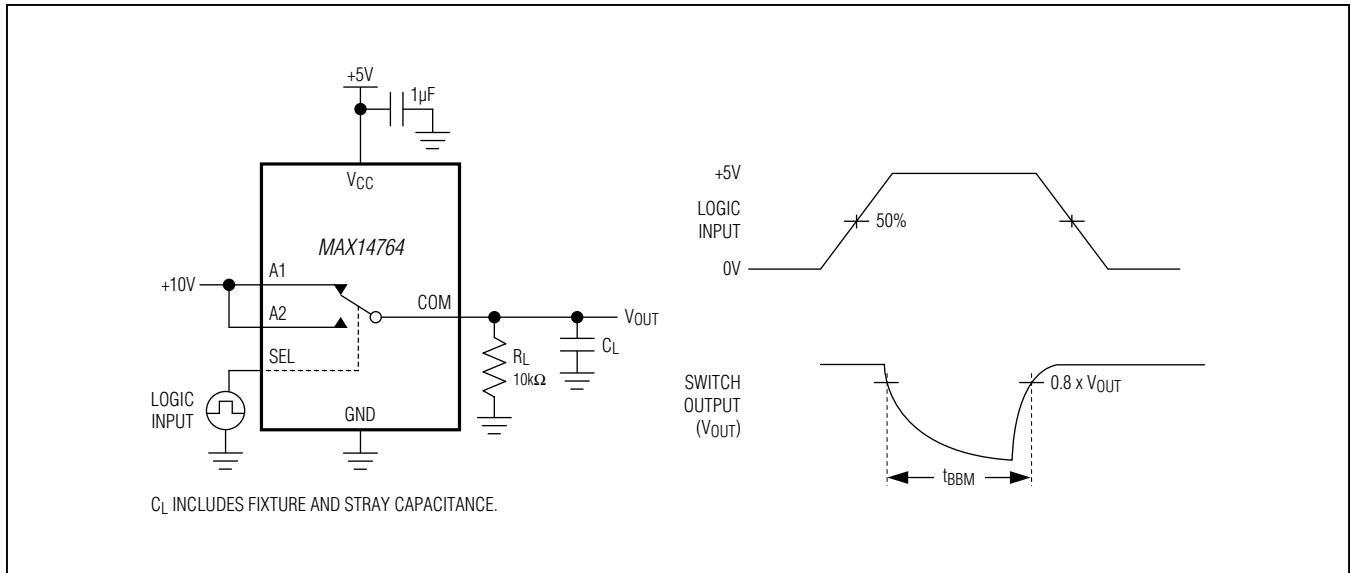 +5V
1µF
VCC
MAX14764
+10V
A1
A2
COM
VOUT
SEL
RL
10kΩ
CL
LOGIC
INPUT
GND
CL INCLUDES FIXTURE AND STRAY CAPACITANCE.
+5V
LOGIC
INPUT
50%
0V
SWITCH
OUTPUT
(VOUT)
0.8 x VOUT
tBBM